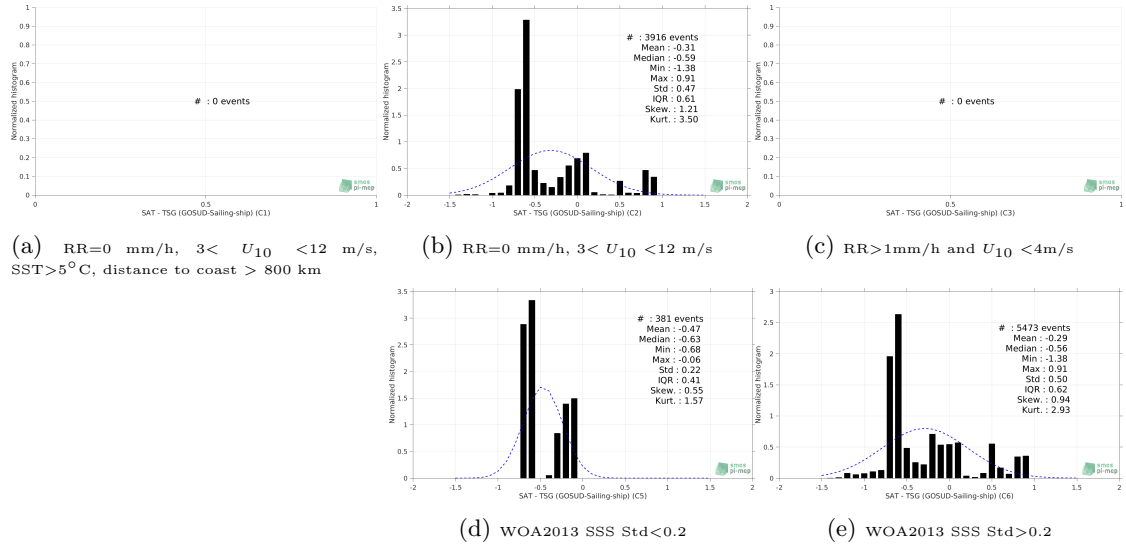 1
0.9
0.8
0.7
0.6
0.5
0.4
0.3
0.2
0.1
0
0
0.5
1
Normalized histogram
# : 0 events
SAT - TSG (GOSUD-Sailing-ship) (C1)
smos
pi-mep
(a) RR=0 mm/h, 3< U10 <12 m/s,
SST>5°C, distance to coast > 800 km
3.5
3
2.5
2
1.5
1
0.5
0
-2
-1.5
-1
-0.5
0
0.5
1
1.5
2
Normalized histogram
# : 3916 events
Mean : -0.31
Median : -0.59
Min : -1.38
Max : 0.91
Std : 0.47
IQR : 0.61
Skew. : 1.21
Kurt. : 3.50
SAT - TSG (GOSUD-Sailing-ship) (C2)
smos
pi-mep
(b) RR=0 mm/h, 3< U10 <12 m/s
1
0.9
0.8
0.7
0.6
0.5
0.4
0.3
0.2
0.1
0
0
0.5
1
Normalized histogram
# : 0 events
SAT - TSG (GOSUD-Sailing-ship) (C3)
smos
pi-mep
(c) RR>1mm/h and U10 <4m/s
3.5
3
2.5
2
1.5
1
0.5
0
-2
-1.5
-1
-0.5
0
0.5
1
1.5
2
Normalized histogram
# : 381 events
Mean : -0.47
Median : -0.63
Min : -0.68
Max : -0.06
Std : 0.22
IQR : 0.41
Skew. : 0.55
Kurt. : 1.57
SAT - TSG (GOSUD-Sailing-ship) (C5)
smos
pi-mep
(d) WOA2013 SSS Std<0.2
3
2.5
2
1.5
1
0.5
0
-2
-1.5
-1
-0.5
0
0.5
1
1.5
2
Normalized histogram
# : 5473 events
Mean : -0.29
Median : -0.56
Min : -1.38
Max : 0.91
Std : 0.50
IQR : 0.62
Skew. : 0.94
Kurt. : 2.93
SAT - TSG (GOSUD-Sailing-ship) (C6)
smos
pi-mep
(e) WOA2013 SSS Std>0.2